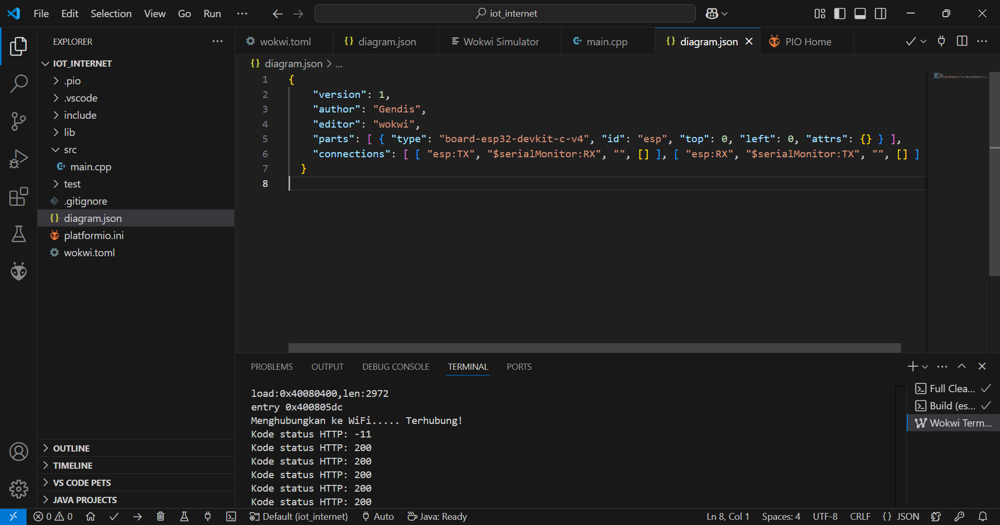 File Edit Selection View Go Run ··· iot_internet
EXPLORER ···
IOT_INTERNET
.pio
.vscode
include
lib
src
main.cpp
test
.gitignore
diagram.json
platformio.ini
wokwi.toml
OUTLINE
TIMELINE
VS CODE PETS
JAVA PROJECTS
wokwi.toml {} diagram.json Wokwi Simulator main.cpp {} diagram.json PIO Home
{} diagram.json > ...
1 {
2 "version": 1,
3 "author": "Gendis",
4 "editor": "wokwi",
5 "parts": [ { "type": "board-esp32-devkit-c-v4", "id": "esp", "top": 0, "left": 0, "attrs": {} } ],
6 "connections": [ [ "esp:TX", "$serialMonitor:RX", "", [] ], [ "esp:RX", "$serialMonitor:TX", "", [] ]
7 }
8
PROBLEMS OUTPUT DEBUG CONSOLE TERMINAL PORTS
load:0x40080400,len:2972
entry 0x400805dc
Menghubungkan ke WiFi..... Terhubung!
Kode status HTTP: -11
Kode status HTTP: 200
Kode status HTTP: 200
Kode status HTTP: 200
Kode status HTTP: 200
Kode status HTTP: 200
Full Clea...
Build (es...
Wokwi Term...
0 0 Default (iot_internet) Auto Java: Ready Ln 8, Col 1 Spaces: 4 UTF-8 CRLF {} JSON